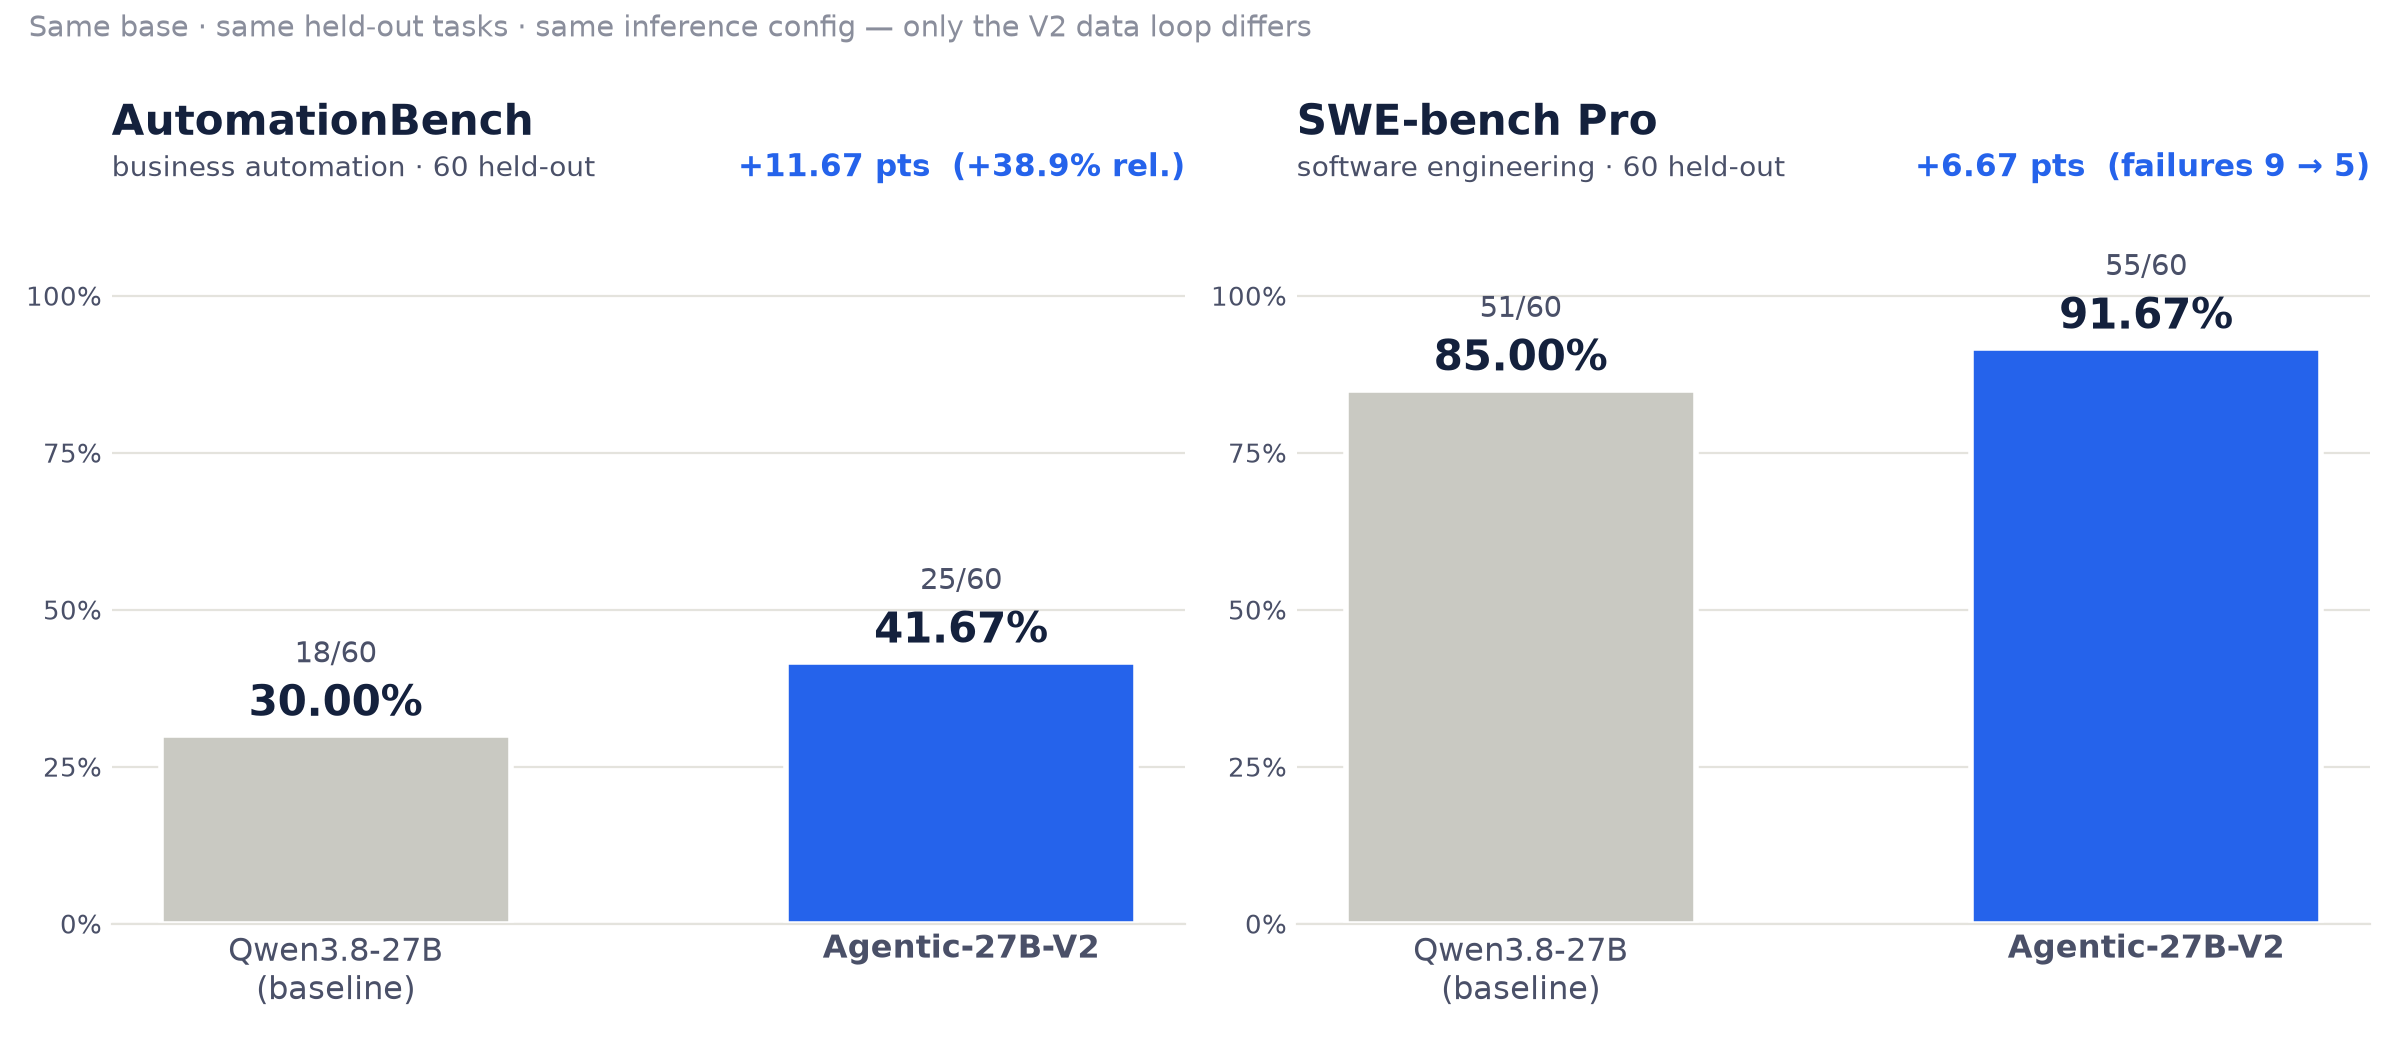 Same base · same held-out tasks · same inference config — only the V2 data loop differs
AutomationBench
business automation · 60 held-out
+11.67 pts  (+38.9% rel.)
100%
75%
50%
25%
0%
18/60
30.00%
25/60
41.67%
Qwen3.8-27B
(baseline)
Agentic-27B-V2
SWE-bench Pro
software engineering · 60 held-out
+6.67 pts  (failures 9 → 5)
100%
75%
50%
25%
0%
51/60
85.00%
55/60
91.67%
Qwen3.8-27B
(baseline)
Agentic-27B-V2